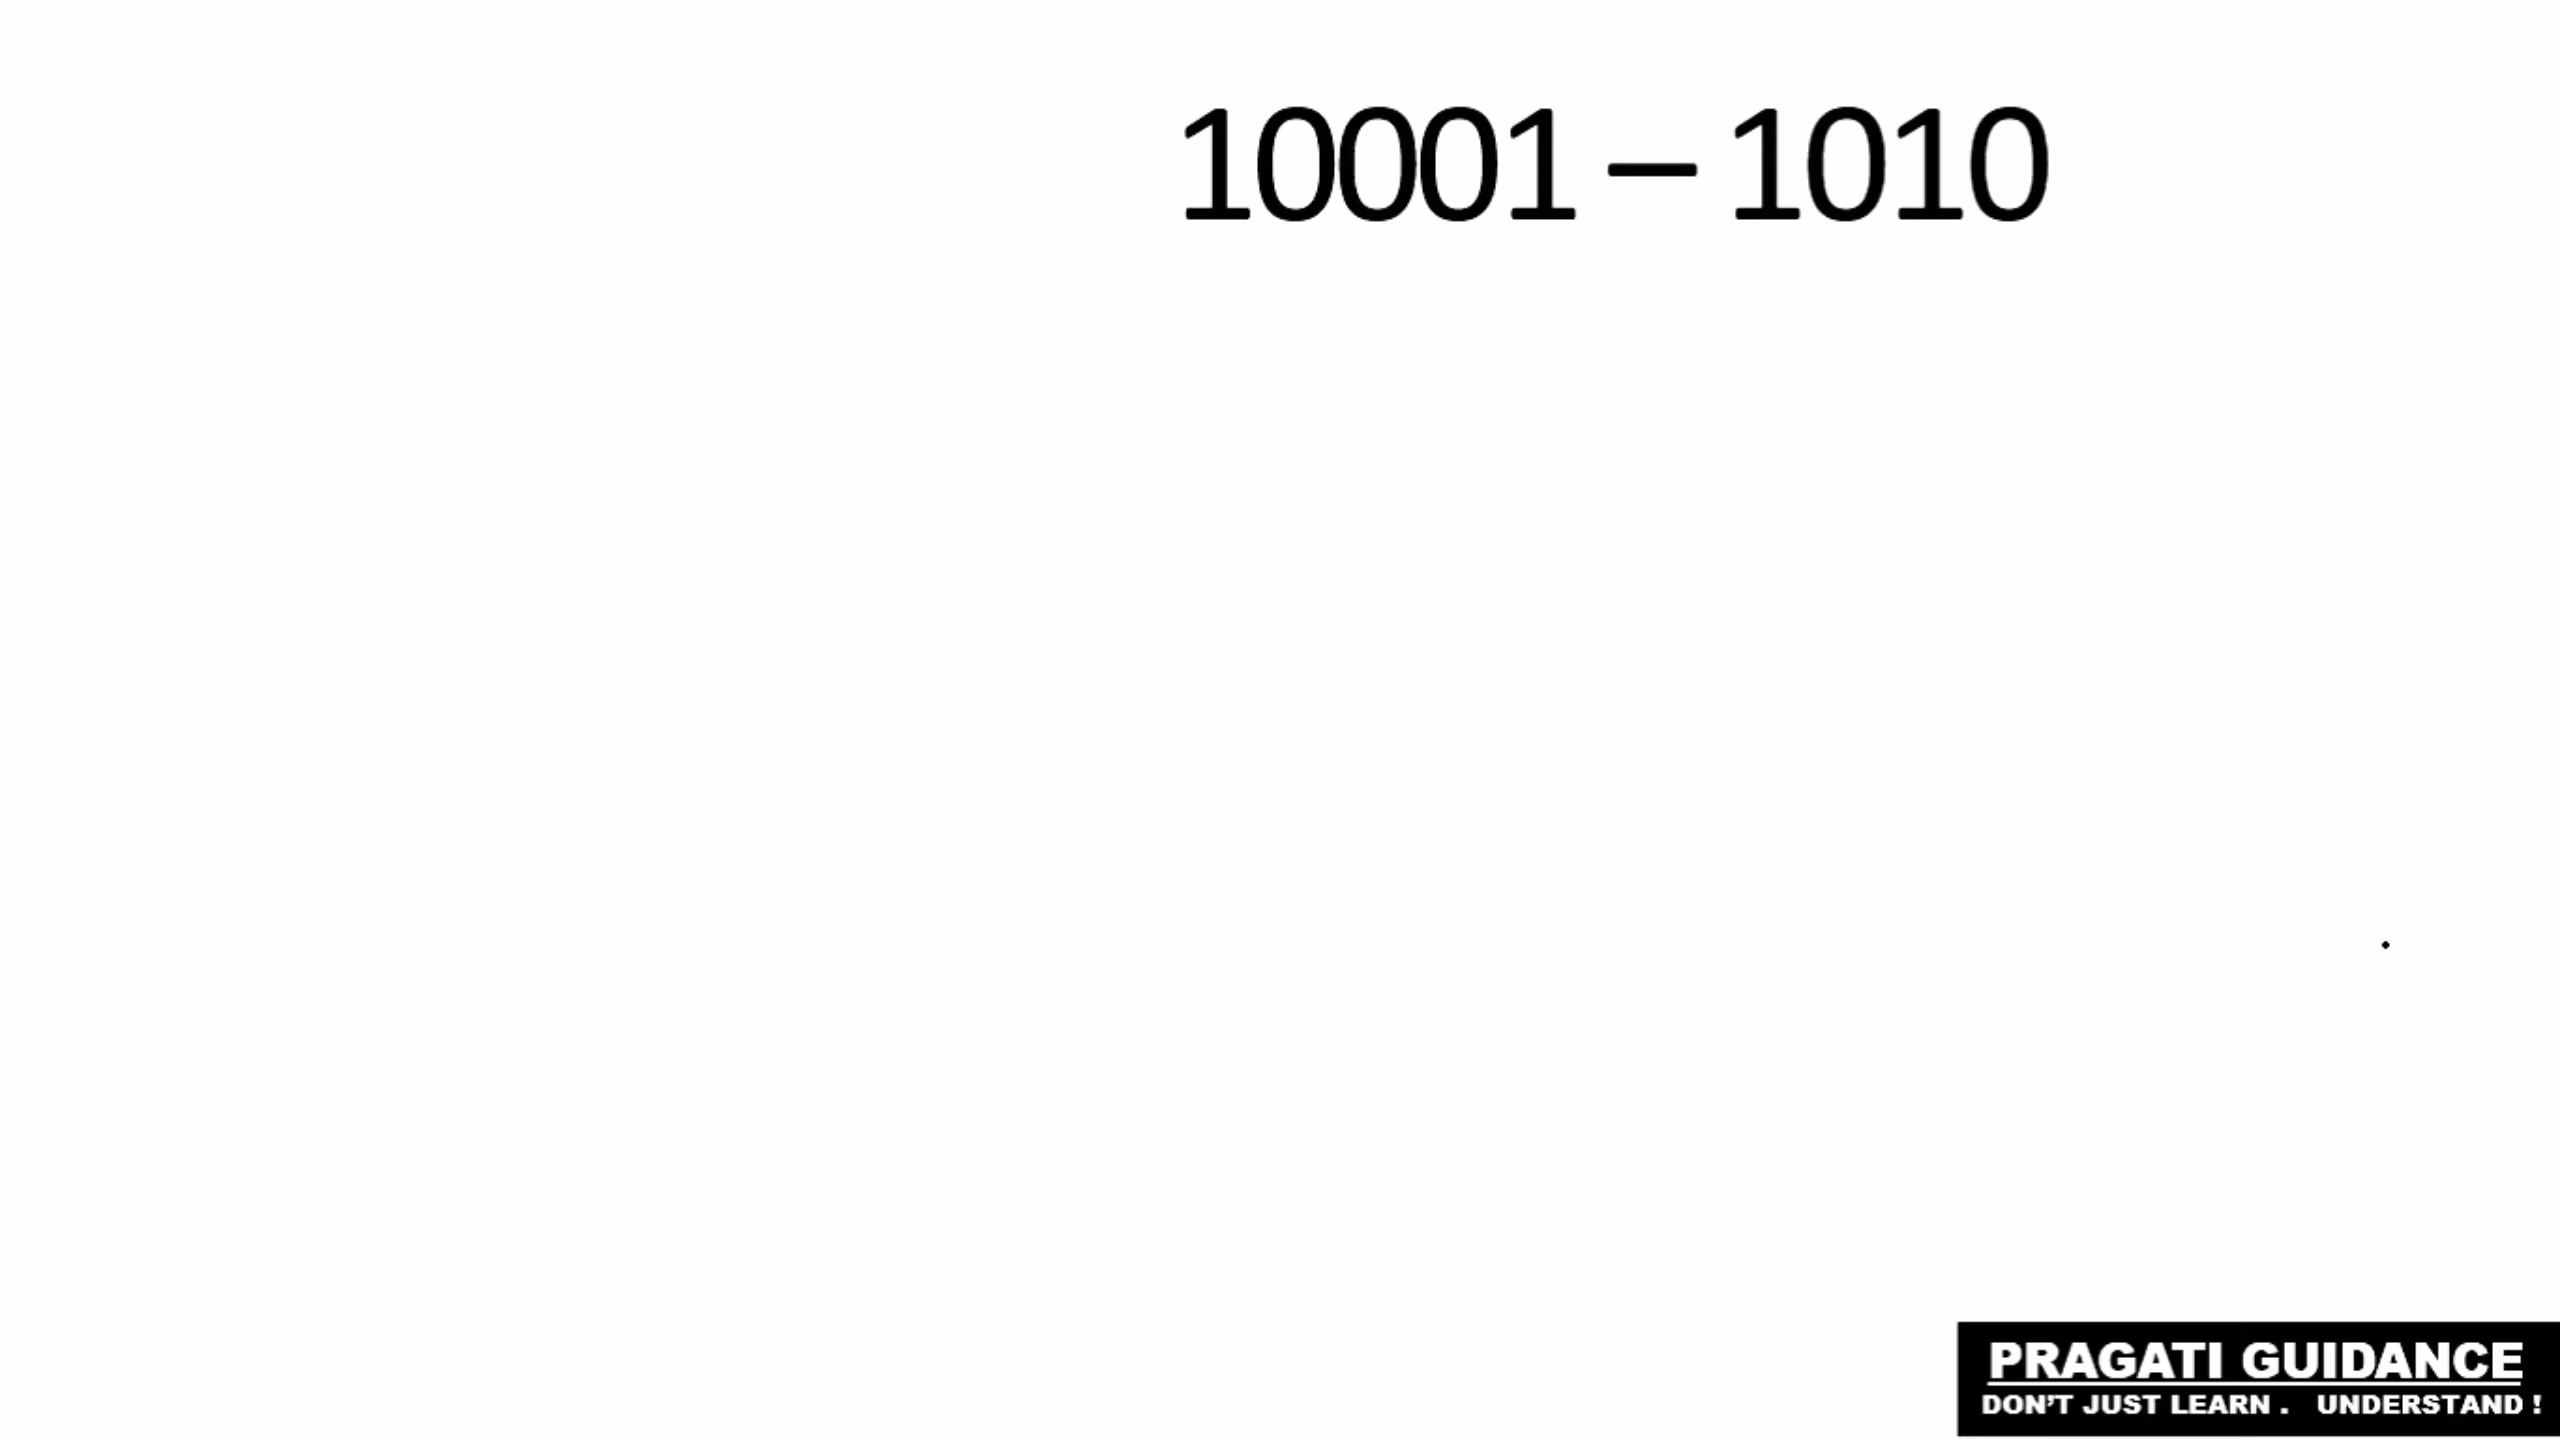 10001 – 1010
PRAGATI GUIDANCE
DON'T JUST LEARN . UNDERSTAND !